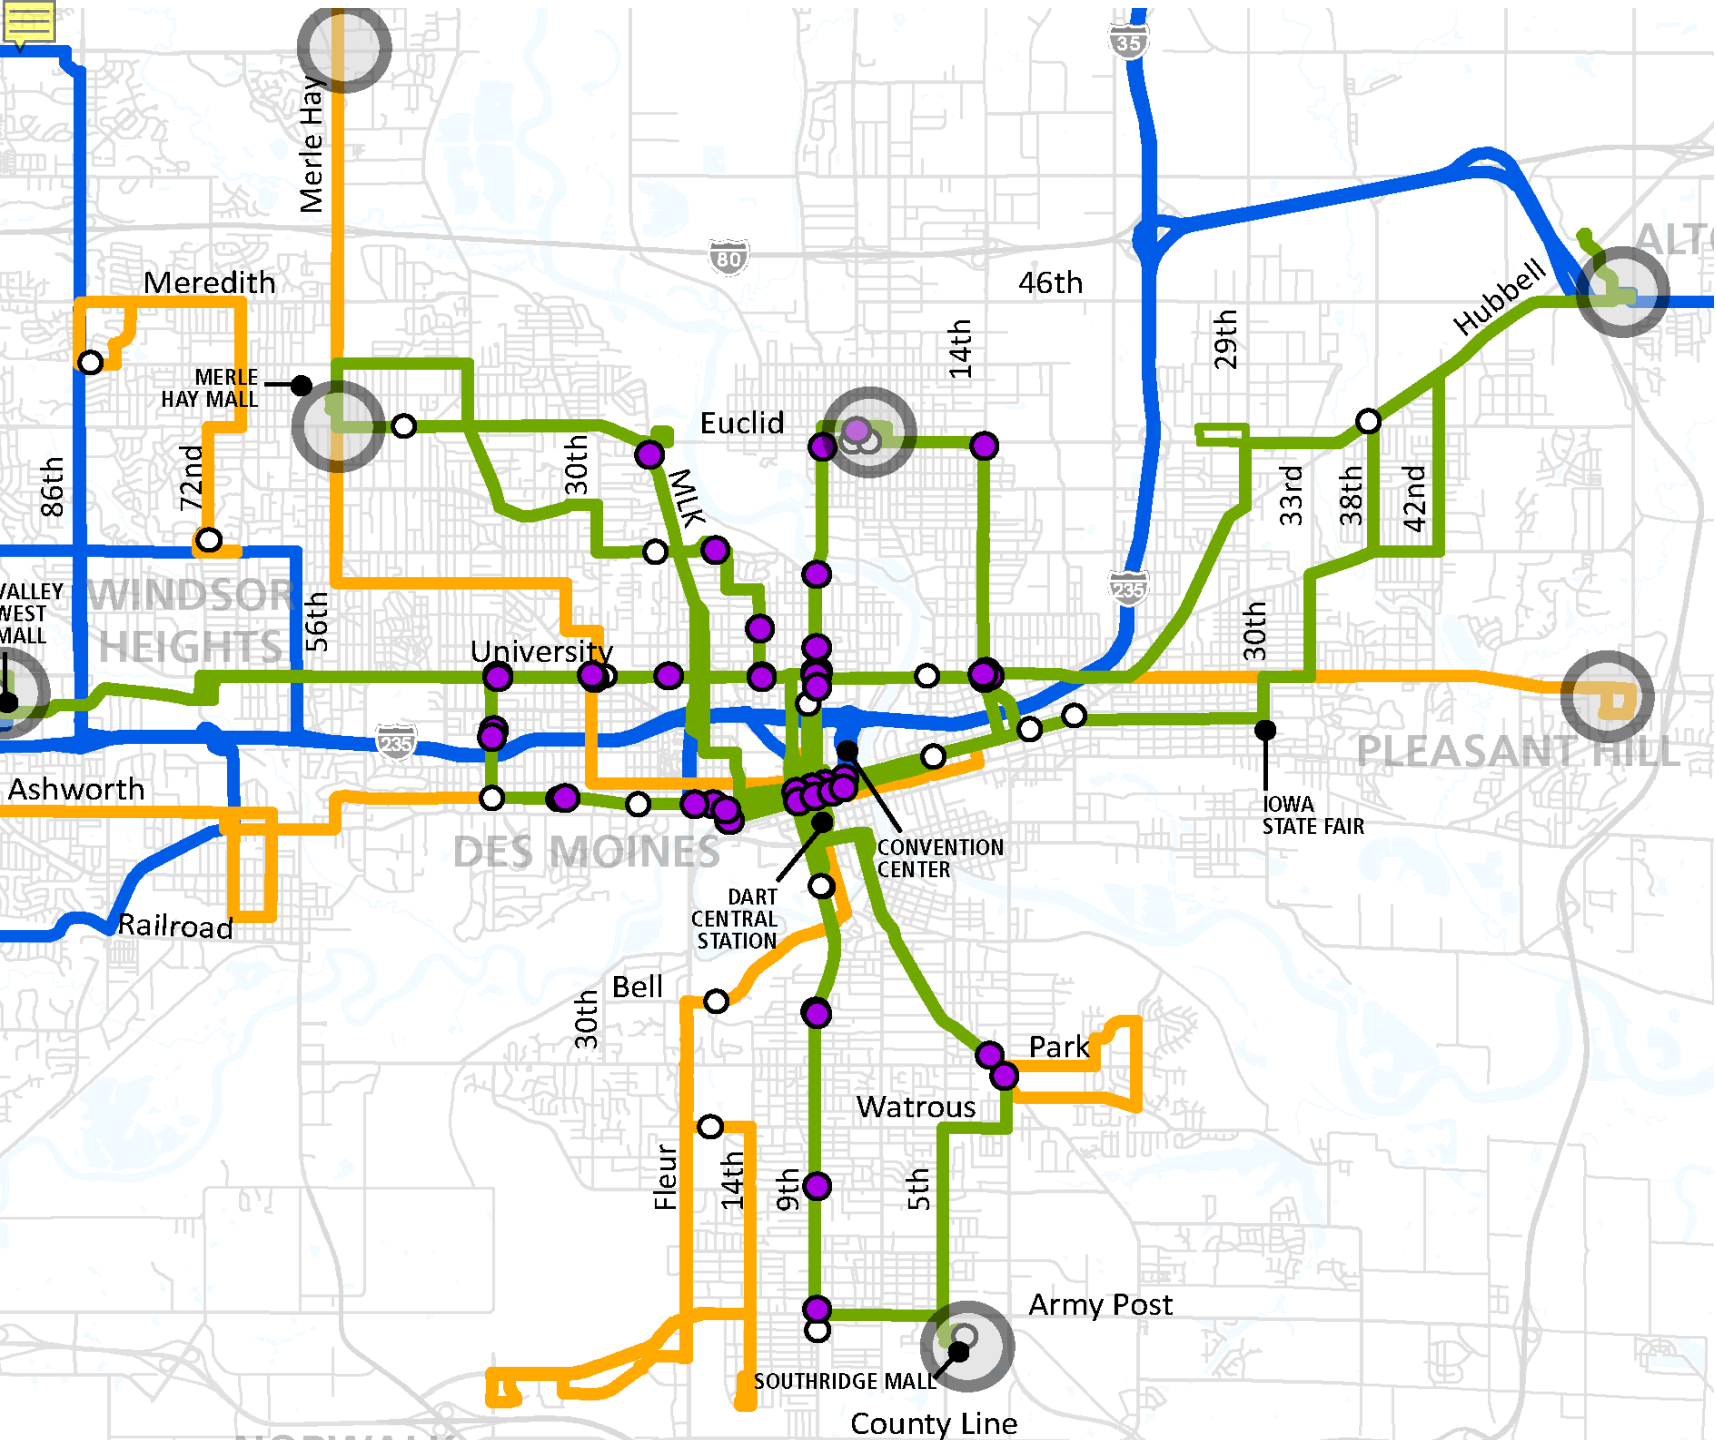 35
Merle Hay
80
Meredith
46th
ALT
Hubbell
29th
14th
MERLE
HAY MALL
Euclid
86th
72nd
30th
MLK
33rd
38th
42nd
VALLEY
WEST
MALL
WINDSOR
HEIGHTS
56th
235
30th
University
235
PLEASANT HILL
Ashworth
IOWA
STATE FAIR
DES MOINES
CONVENTION
CENTER
DART
CENTRAL
STATION
Railroad
Bell
30th
Park
Watrous
Fleur
14th
9th
5th
Army Post
SOUTHRIDGE MALL
County Line
NORWALK